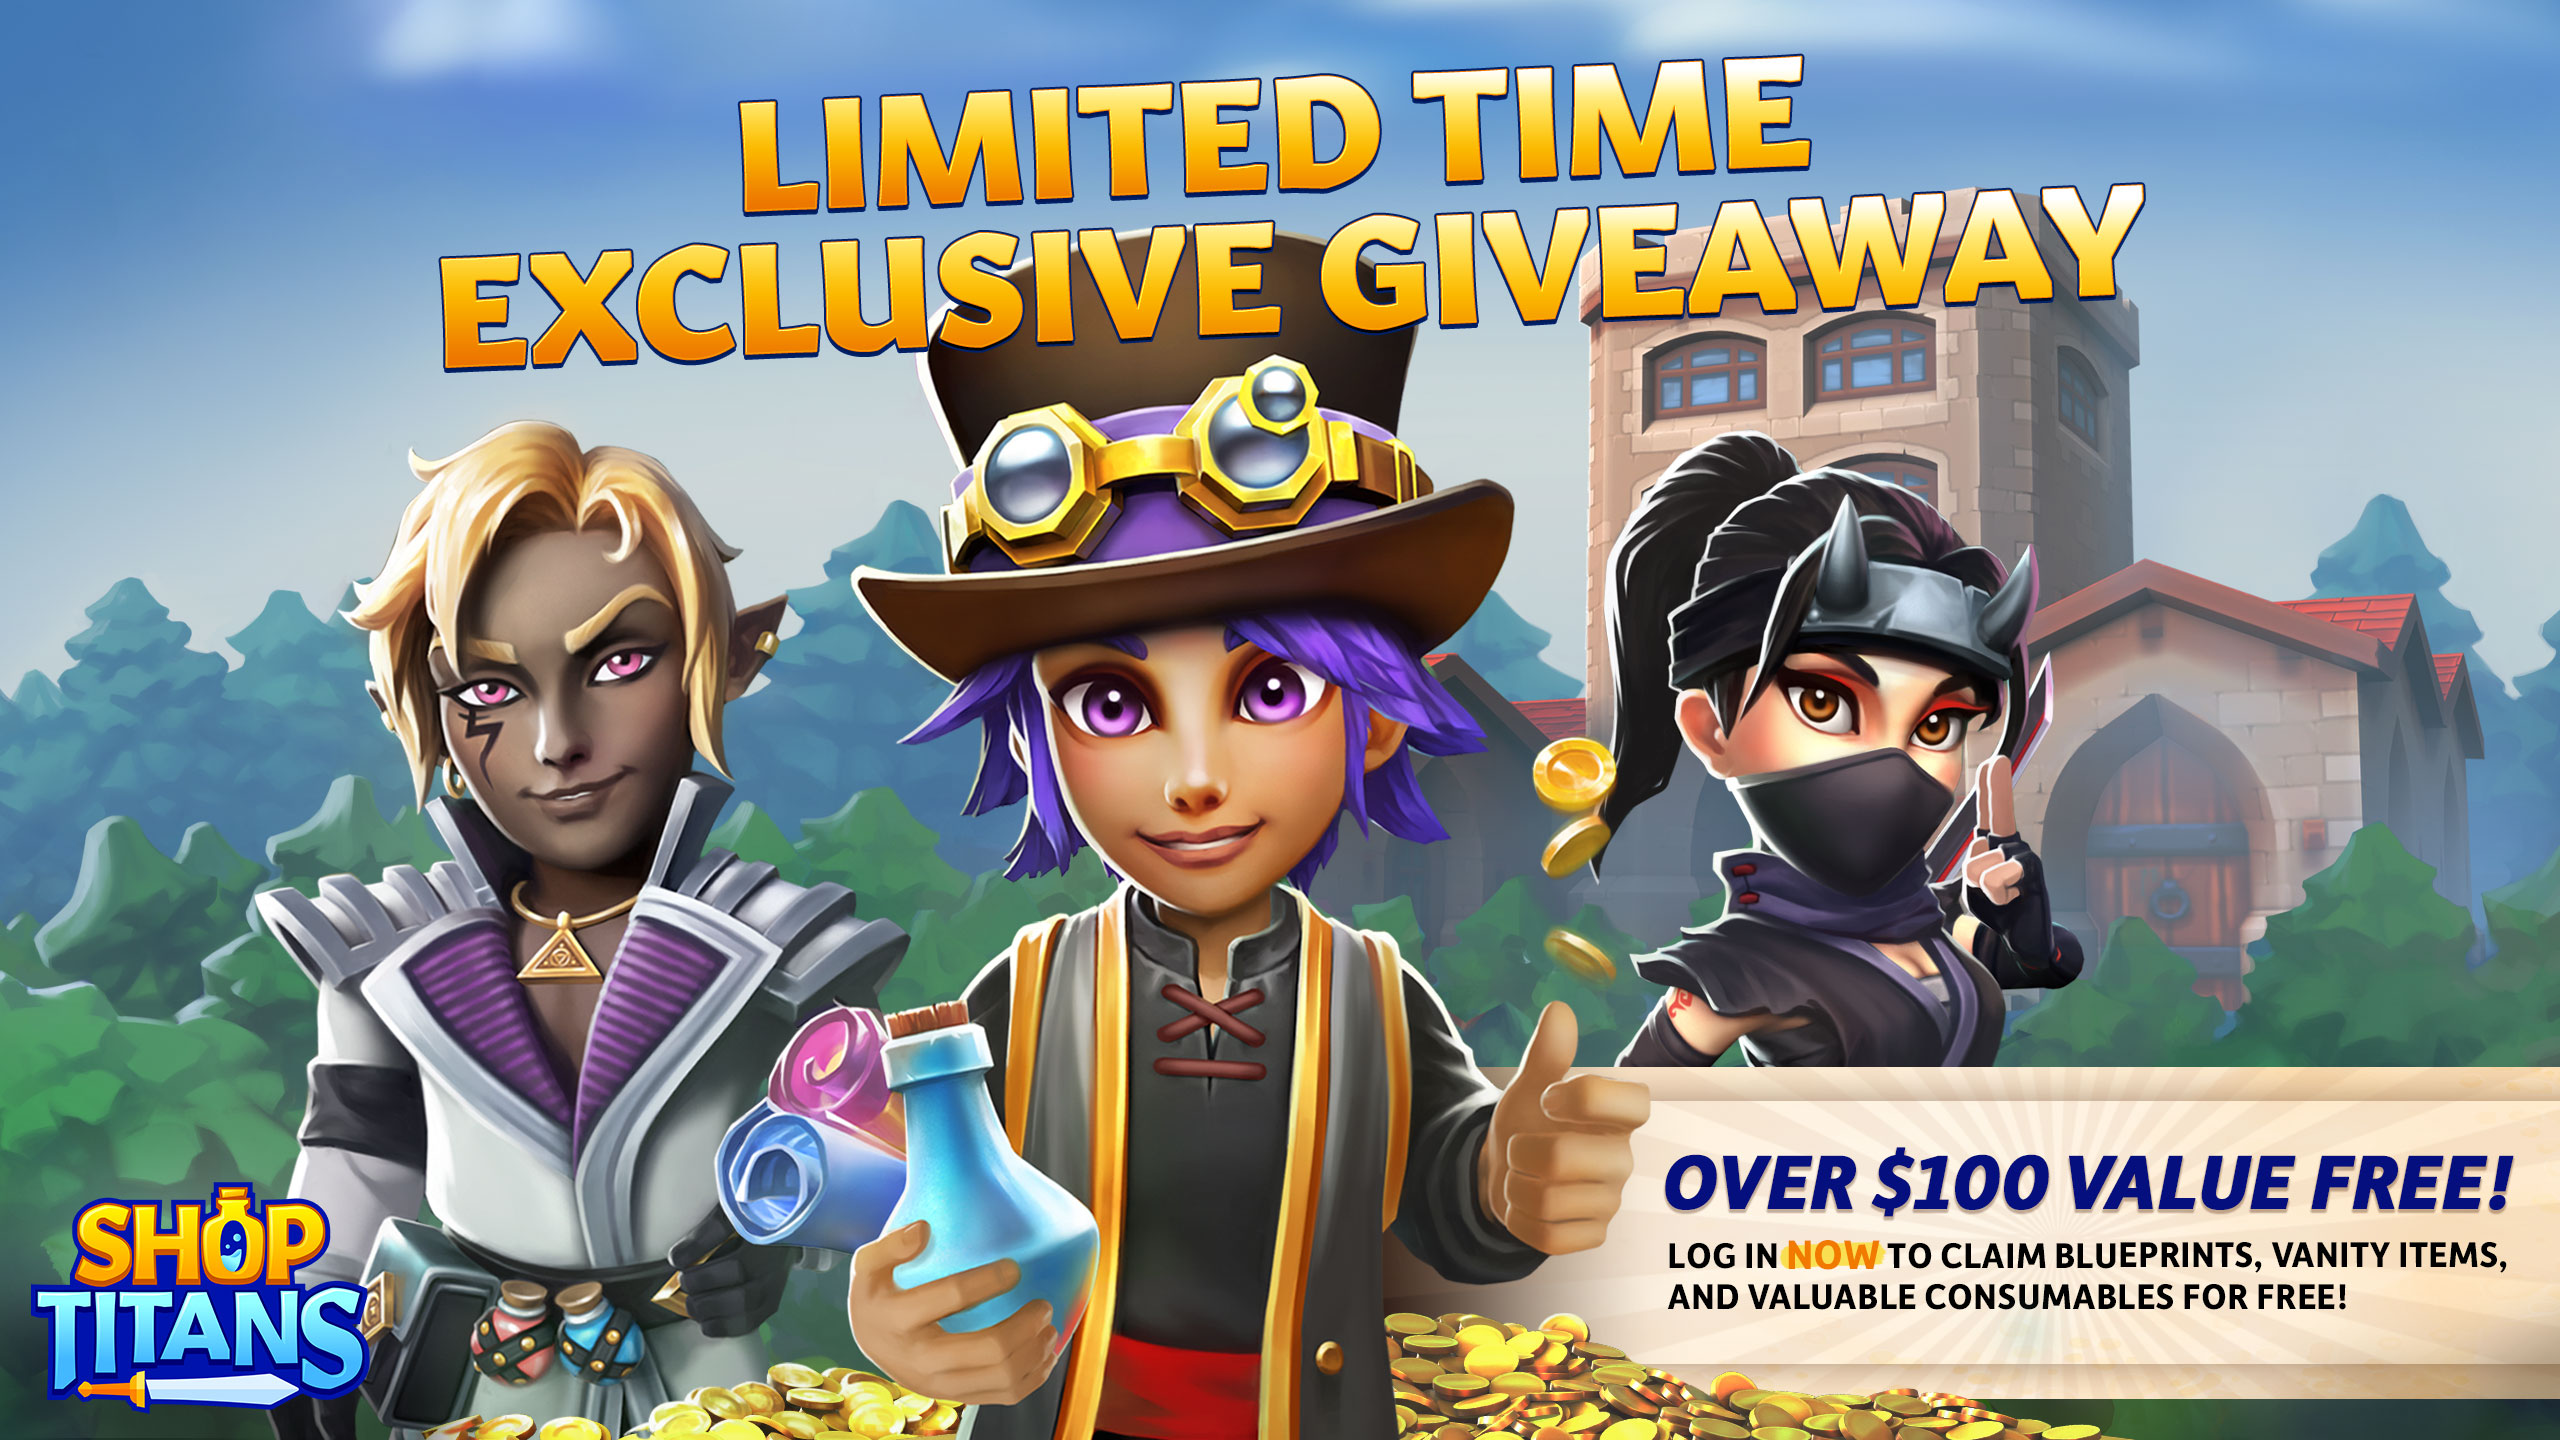 LIMITED TIME
EXCLUSIVE GIVEAWAY
OVER $100 VALUE FREE!
LOG IN NOW TO CLAIM BLUEPRINTS, VANITY ITEMS,
AND VALUABLE CONSUMABLES FOR FREE!
SHOP
TITANS